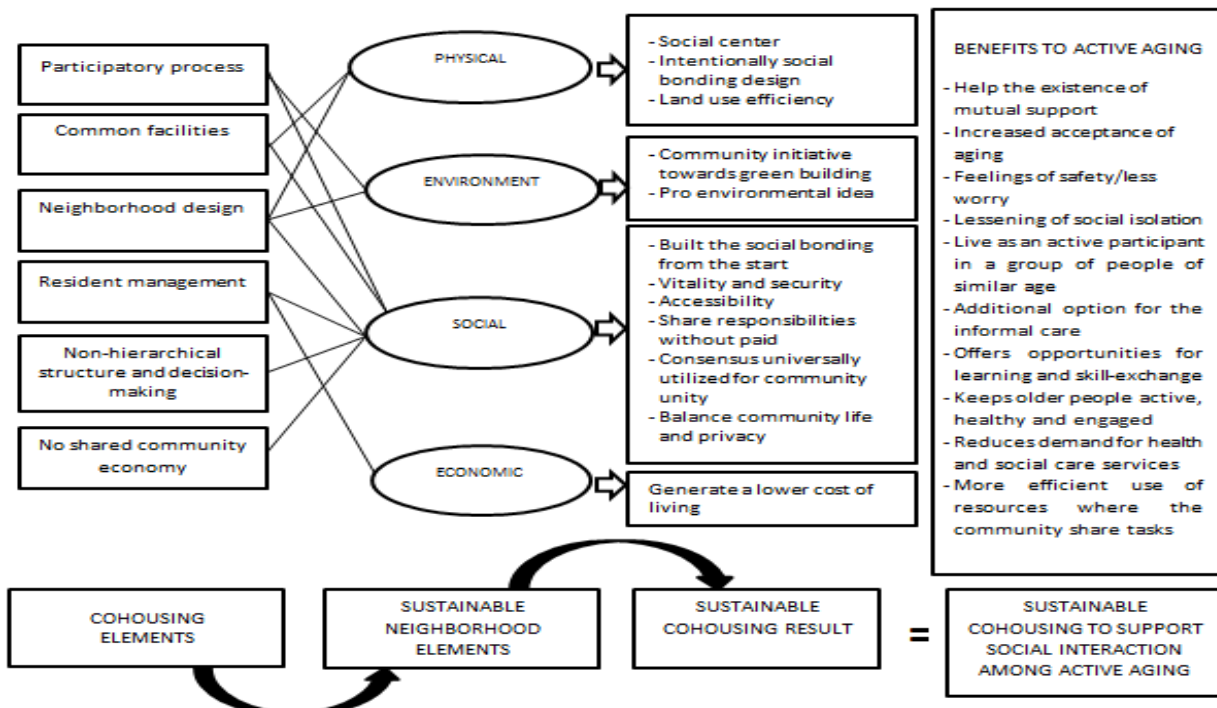 Participatory process
Common facilities
Neighborhood design
Resident management
Non-hierarchical
structure and decision-
making
No shared community
economy
PHYSICAL
ENVIRONMENT
SOCIAL
ECONOMIC
- Social center
- Intentionally social
bonding design
- Land use efficiency
- Community initiative
towards green building
- Pro environmental idea
- Built the social bonding
from the start
- Vitality and security
- Accessibility
- Share responsibilities
without paid
- Consensus universally
utilized for community
unity
- Balance community life
and privacy
Generate a lower cost of
living
BENEFITS TO ACTIVE AGING
- Help the existence of
mutual support
- Increased acceptance of
aging
- Feelings of safety/less
worry
- Lessening of social isolation
- Live as an active participant
in a group of people of
similar age
- Additional option for the
informal care
- Offers opportunities for
learning and skill-exchange
- Keeps older people active,
healthy and engaged
- Reduces demand for health
and social care services
- More efficient use of
resources where the
community share tasks
COHOUSING
ELEMENTS
SUSTAINABLE
NEIGHBORHOOD
ELEMENTS
SUSTAINABLE
COHOUSING RESULT
=
SUSTAINABLE
COHOUSING TO SUPPORT
SOCIAL INTERACTION
AMONG ACTIVE AGING